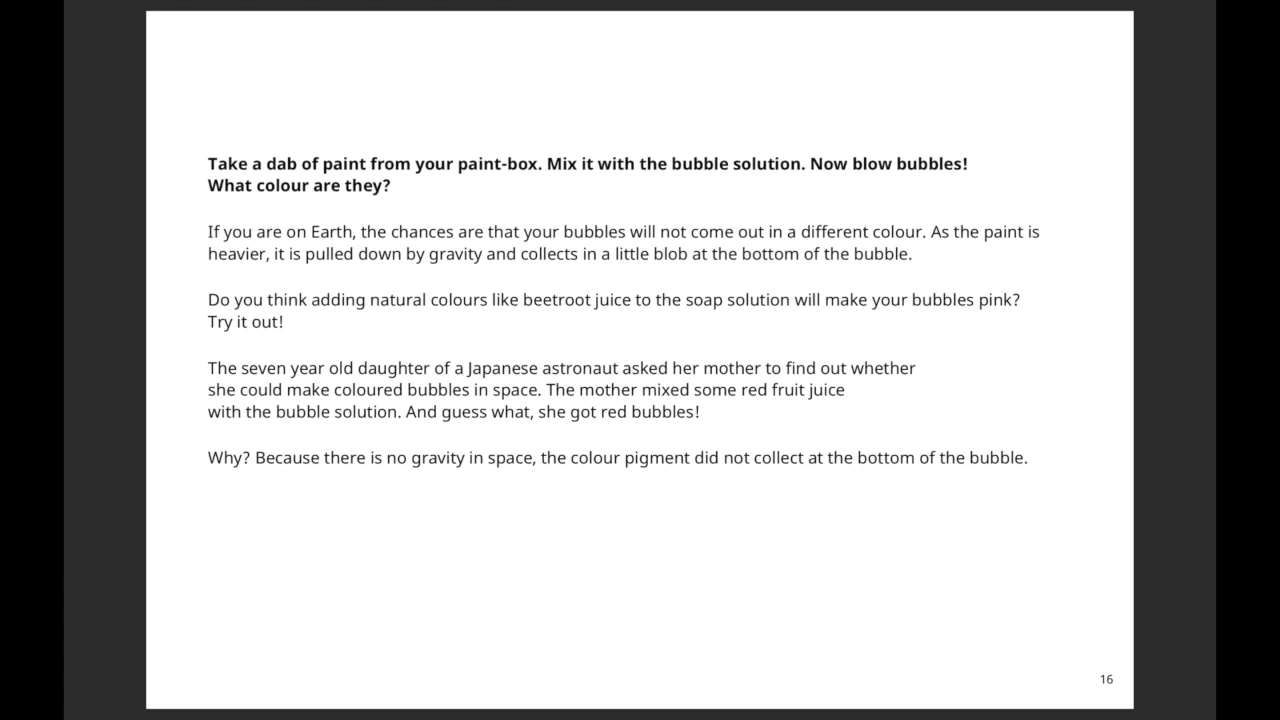 Take a dab of paint from your paint-box. Mix it with the bubble solution. Now blow bubbles!
What colour are they?
If you are on Earth, the chances are that your bubbles will not come out in a different colour. As the paint is
heavier, it is pulled down by gravity and collects in a little blob at the bottom of the bubble.
Do you think adding natural colours like beetroot juice to the soap solution will make your bubbles pink?
Try it out!
The seven year old daughter of a Japanese astronaut asked her mother to find out whether
she could make coloured bubbles in space. The mother mixed some red fruit juice
with the bubble solution. And guess what, she got red bubbles!
Why? Because there is no gravity in space, the colour pigment did not collect at the bottom of the bubble.
16